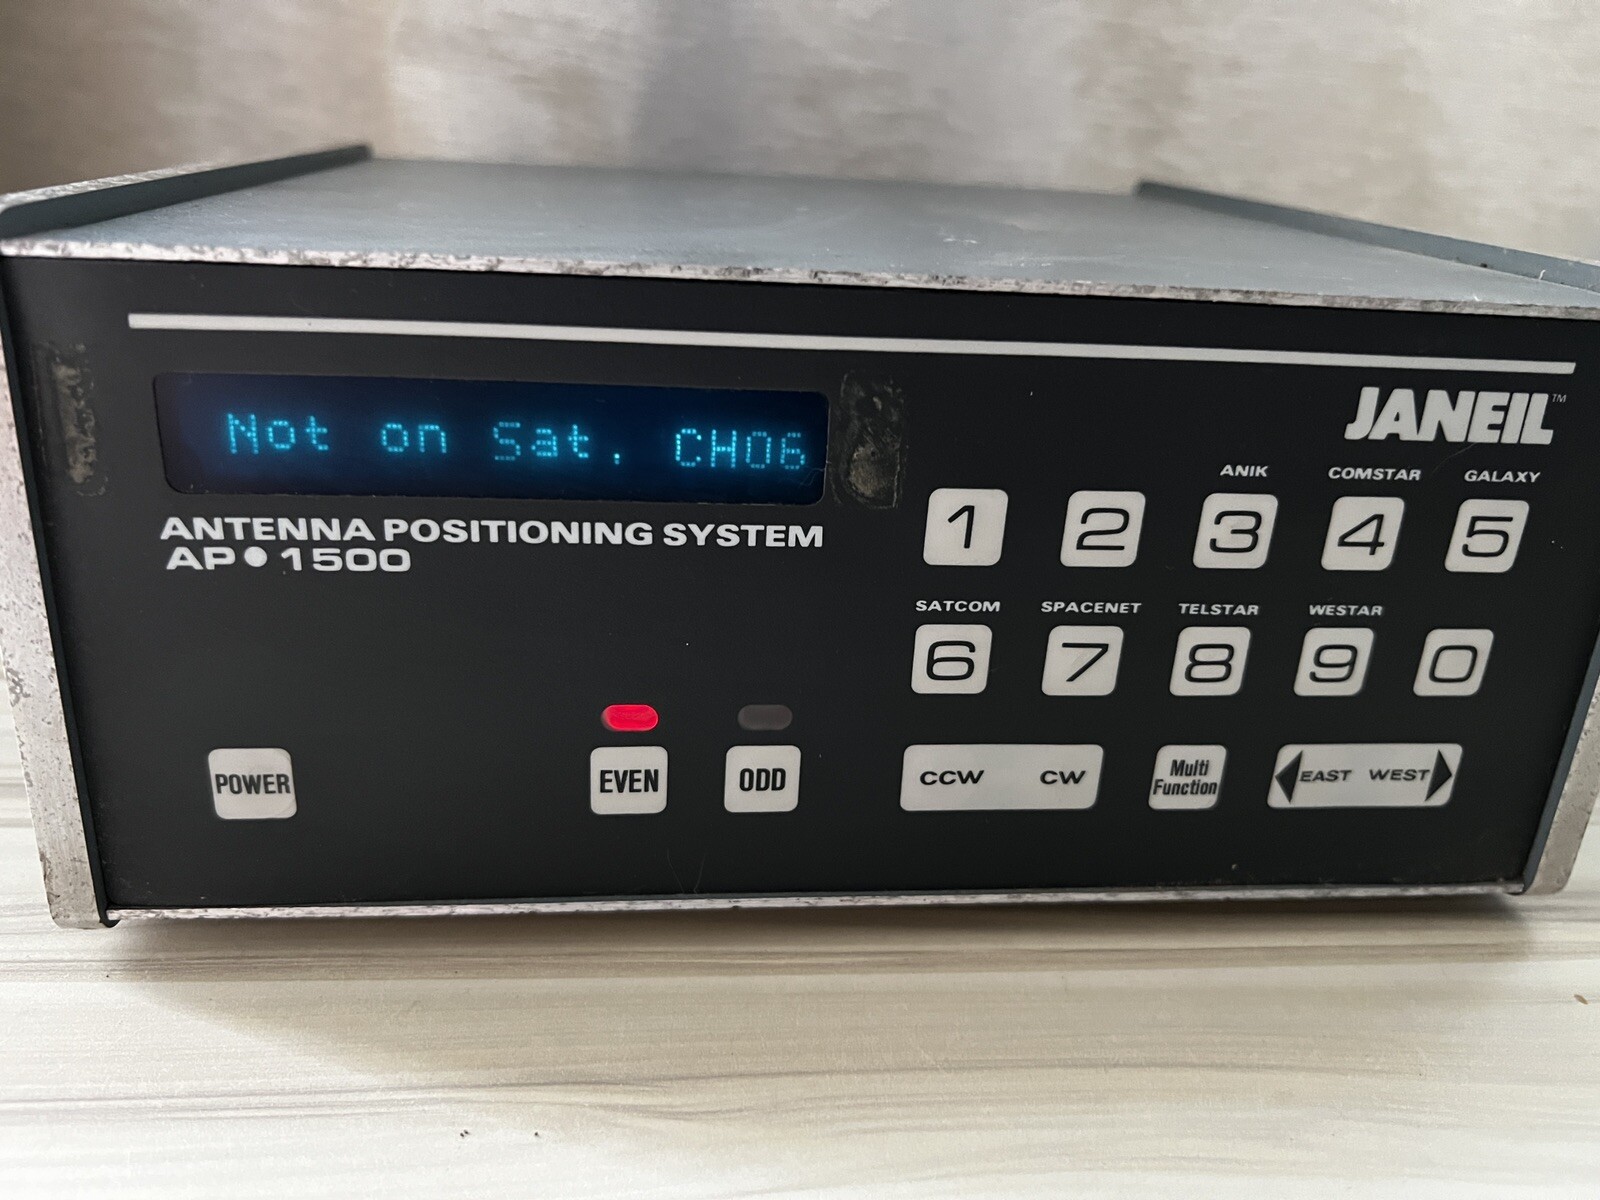 JANEIL™
Not on Sat. CH06
ANTENNA POSITIONING SYSTEM
AP•1500
ANIK COMSTAR GALAXY
1 2 3 4 5
SATCOM SPACENET TELSTAR WESTAR
6 7 8 9 0
POWER EVEN ODD CCW CW Multi Function EAST WEST